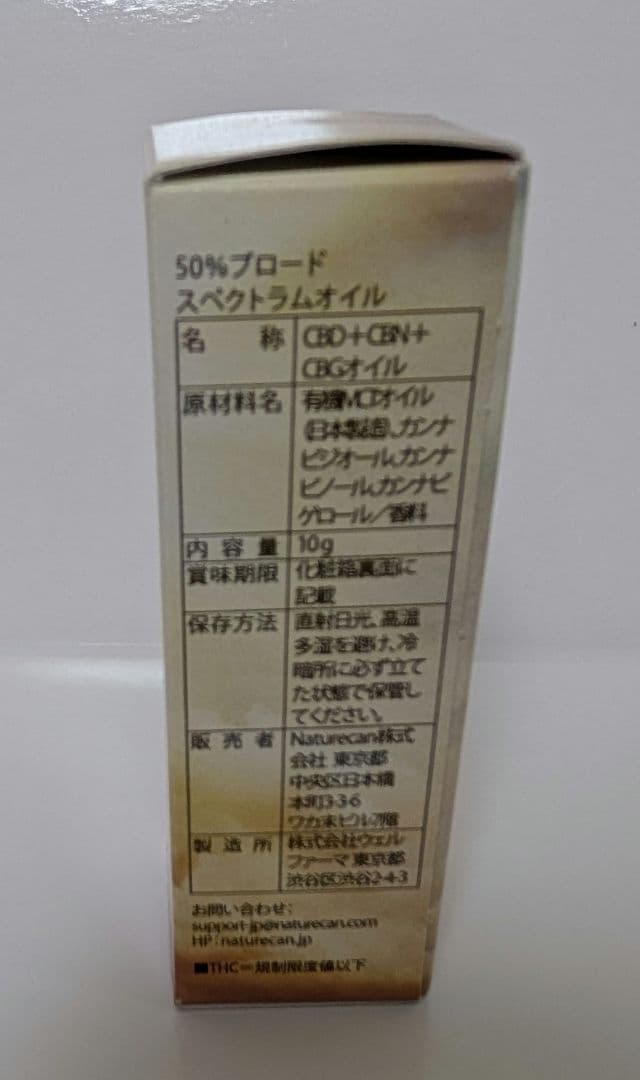 50%ブロード
スペクトラムオイル
名 称
CBD+CBN+
CBGオイル
原材料名
有機MCTオイル
(日本製造)、カンナ
ビジオール、カンナ
ビノール、カンナビ
ゲロール/香料
内容量
10g
賞味期限
化粧箱裏面に
記載
保存方法
直射日光、高温
多湿を避け、冷
暗所に必ず立て
た状態で保管し
てください。
販売者
Naturecan株式
会社 東京都
中央区日本橋
本町3-3-6
ワカ末ビル7階
製造所
株式会社ウェル
ファーマ 東京都
渋谷区渋谷2-4-3
お問い合わせ:
support-jp@naturecan.com
HP:naturecan.jp
■THC=規制限度値以下